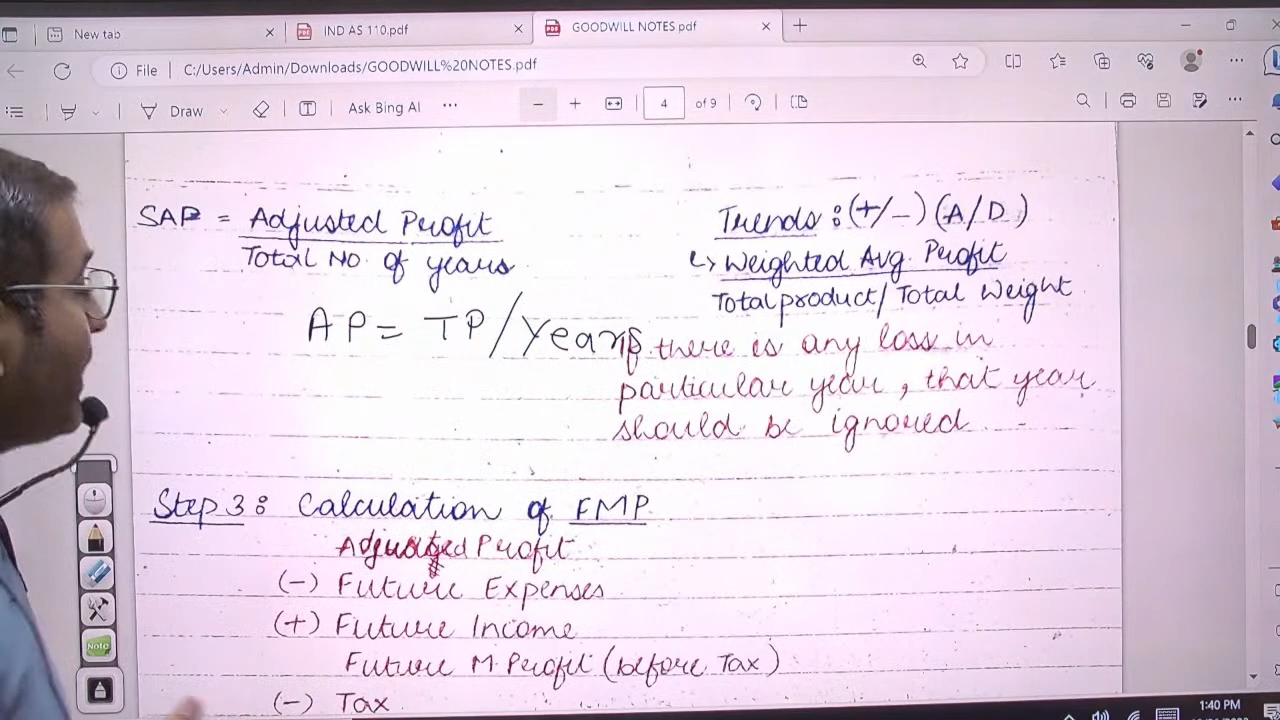 New tab
IND AS 110.pdf
GOODWILL NOTES.pdf
File | C:/Users/Admin/Downloads/GOODWILL%20NOTES.pdf
Draw
Ask Bing AI
4 of 9
SAP = Adjusted Profit
Total No. of years
Trends : (+/-) (A/D)
↳ Weighted Avg. Profit
Total product / Total Weight
AP = TP/Years
If there is any loss in
particular year, that year
should be ignored
Step 3: Calculation of FMP
Adjusted Profit
(-) Future Expenses
(+) Future Income
Future M. Profit (before Tax)
(-) Tax
Note
1:40 PM